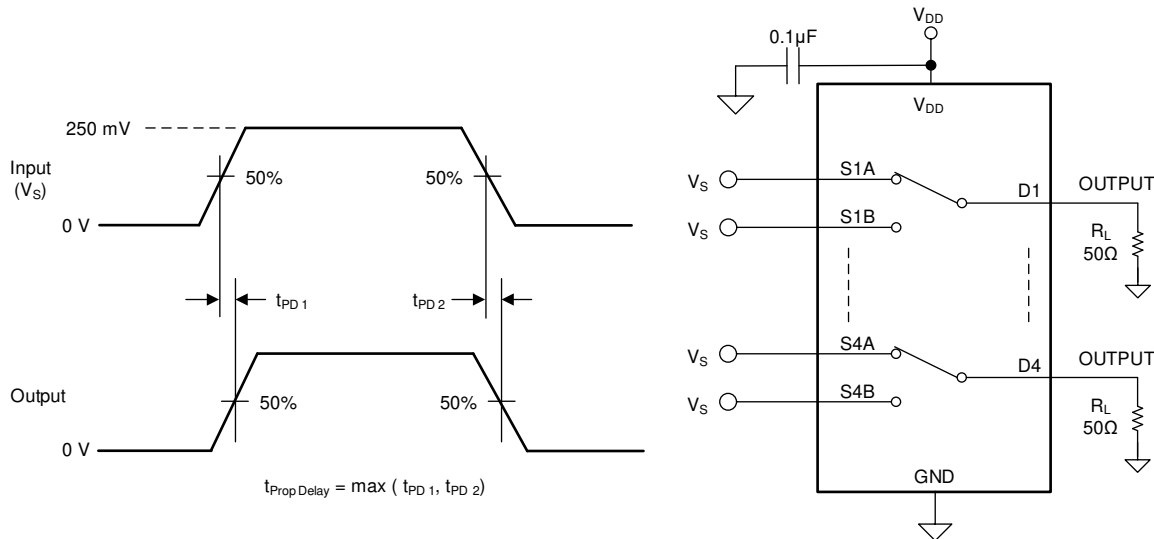 250 mV
Input
(VS)
50%
50%
0 V
tPD 1
tPD 2
Output
50%
50%
0 V
tProp Delay = max ( tPD 1, tPD 2)
VDD
0.1µF
VDD
VS
S1A
D1
OUTPUT
VS
S1B
RL
50Ω
VS
S4A
D4
OUTPUT
VS
S4B
RL
50Ω
GND